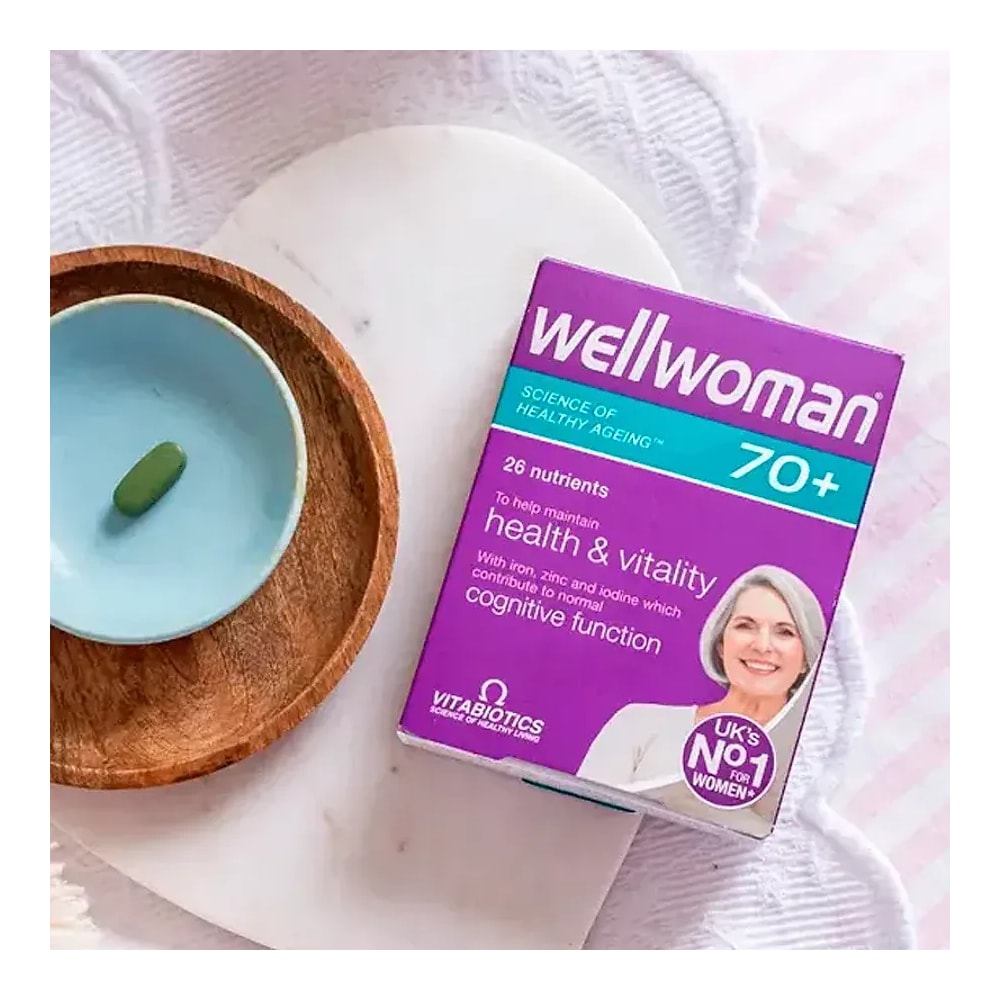 wellwoman®
SCIENCE OF
HEALTHY AGEING™
70+
26 nutrients
To help maintain
health & vitality
With iron, zinc and iodine which
contribute to normal
cognitive function
VITABIOTICS
SCIENCE OF HEALTHY LIVING
UK's
No1
FOR
WOMEN*